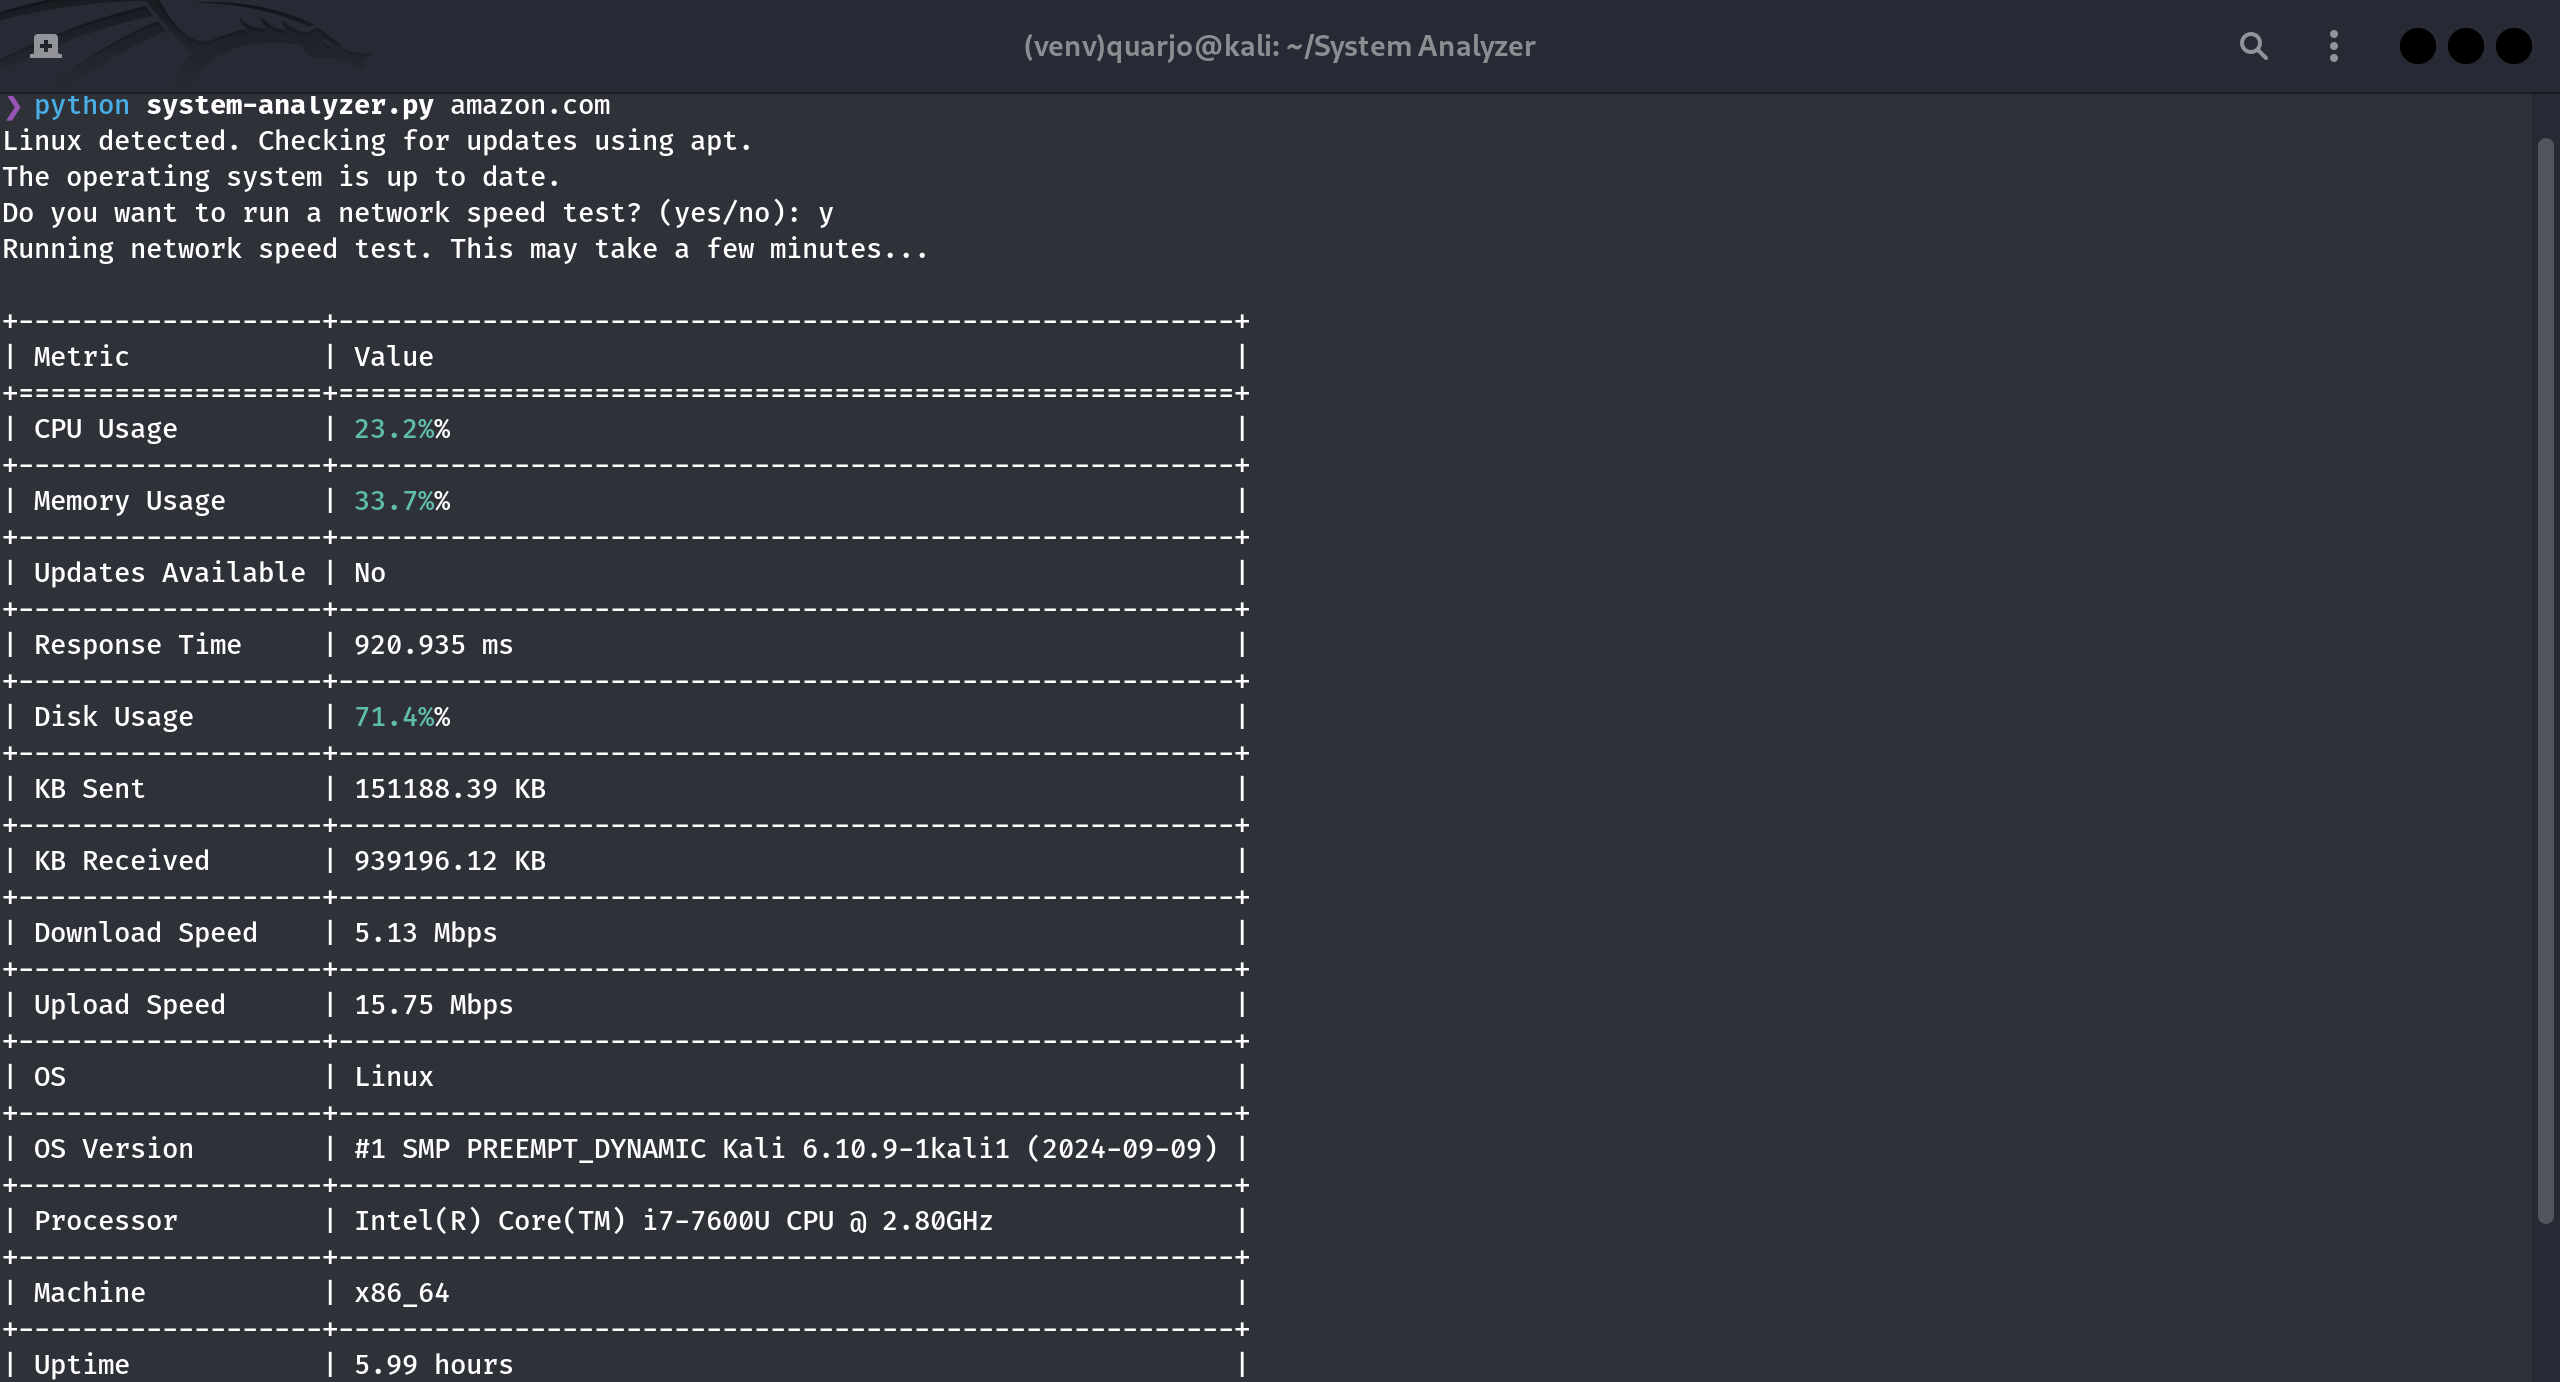 (venv)quarjo@kali: ~/System Analyzer
❯ python system-analyzer.py amazon.com
Linux detected. Checking for updates using apt.
The operating system is up to date.
Do you want to run a network speed test? (yes/no): y
Running network speed test. This may take a few minutes...
+-------------------+--------------------------------------------------------+
| Metric            | Value                                                  |
+===================+========================================================+
| CPU Usage         | 23.2%%                                                 |
+-------------------+--------------------------------------------------------+
| Memory Usage      | 33.7%%                                                 |
+-------------------+--------------------------------------------------------+
| Updates Available | No                                                     |
+-------------------+--------------------------------------------------------+
| Response Time     | 920.935 ms                                             |
+-------------------+--------------------------------------------------------+
| Disk Usage        | 71.4%%                                                 |
+-------------------+--------------------------------------------------------+
| KB Sent           | 151188.39 KB                                           |
+-------------------+--------------------------------------------------------+
| KB Received       | 939196.12 KB                                           |
+-------------------+--------------------------------------------------------+
| Download Speed    | 5.13 Mbps                                              |
+-------------------+--------------------------------------------------------+
| Upload Speed      | 15.75 Mbps                                             |
+-------------------+--------------------------------------------------------+
| OS                | Linux                                                  |
+-------------------+--------------------------------------------------------+
| OS Version        | #1 SMP PREEMPT_DYNAMIC Kali 6.10.9-1kali1 (2024-09-09) |
+-------------------+--------------------------------------------------------+
| Processor         | Intel(R) Core(TM) i7-7600U CPU @ 2.80GHz               |
+-------------------+--------------------------------------------------------+
| Machine           | x86_64                                                 |
+-------------------+--------------------------------------------------------+
| Uptime            | 5.99 hours                                             |